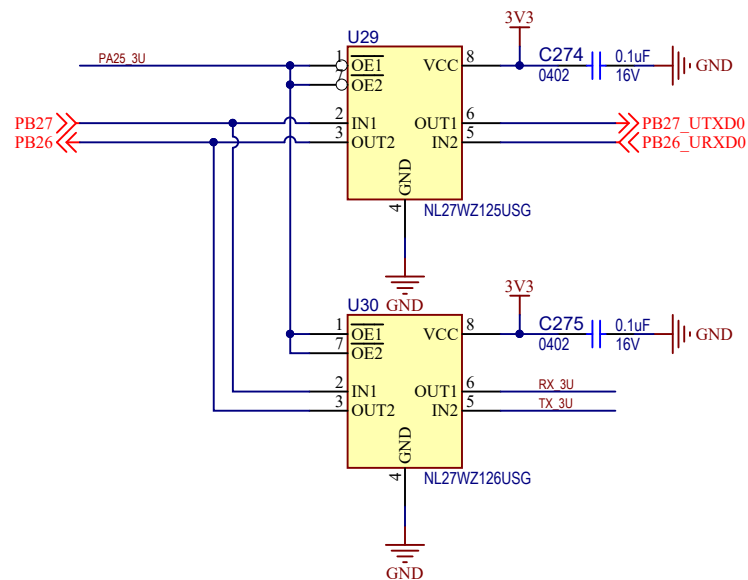 U29
3V3
PA25_3U
1
OE1
VCC
8
C274
0.1uF
GND
7
OE2
0402
16V
PB27
2
IN1
OUT1
6
PB27_UTXD0
PB26
3
OUT2
IN2
5
PB26_URXD0
GND
4
NL27WZ125USG
GND
U30
3V3
1
OE1
VCC
8
C275
0.1uF
GND
7
OE2
0402
16V
2
IN1
OUT1
6
RX_3U
3
OUT2
IN2
5
TX_3U
GND
4
NL27WZ126USG
GND